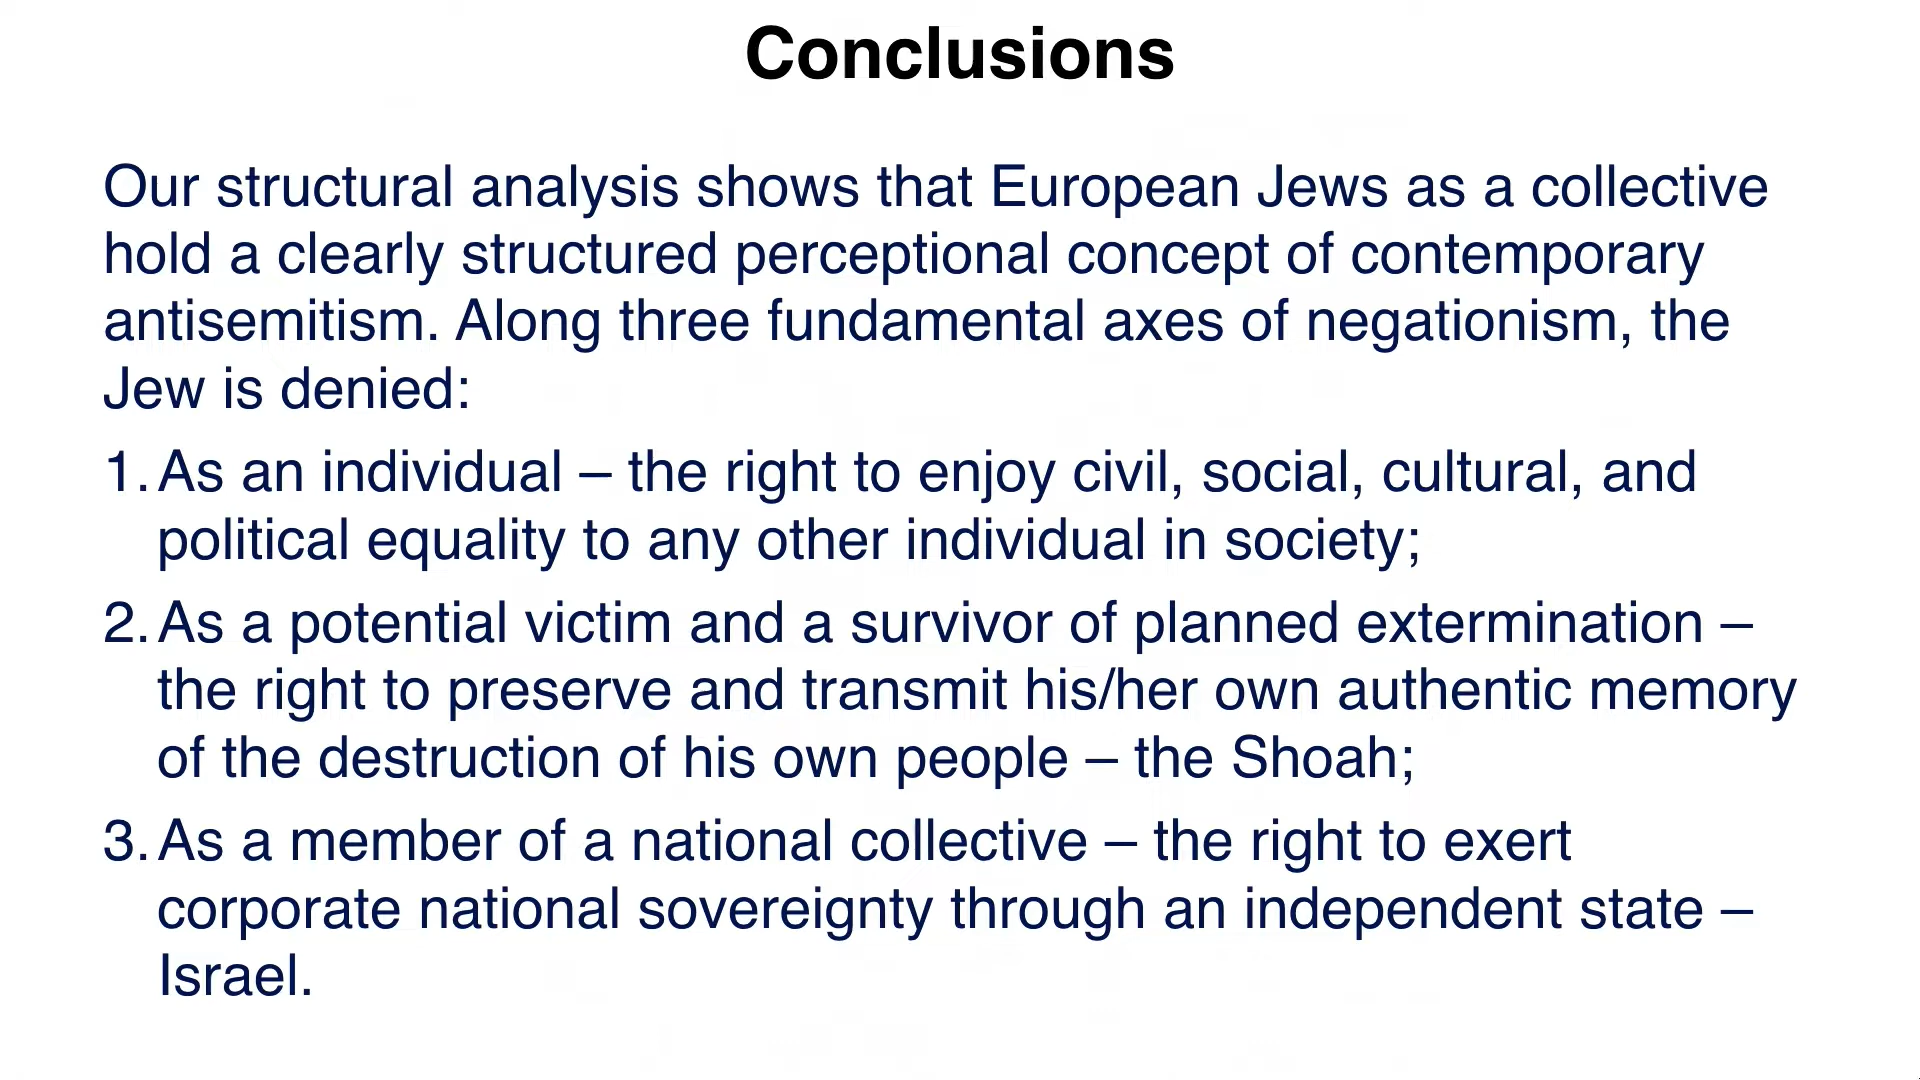 Conclusions
Our structural analysis shows that European Jews as a collective
hold a clearly structured perceptional concept of contemporary
antisemitism. Along three fundamental axes of negationism, the
Jew is denied:
1. As an individual – the right to enjoy civil, social, cultural, and
political equality to any other individual in society;
2. As a potential victim and a survivor of planned extermination –
the right to preserve and transmit his/her own authentic memory
of the destruction of his own people – the Shoah;
3. As a member of a national collective – the right to exert
corporate national sovereignty through an independent state –
Israel.